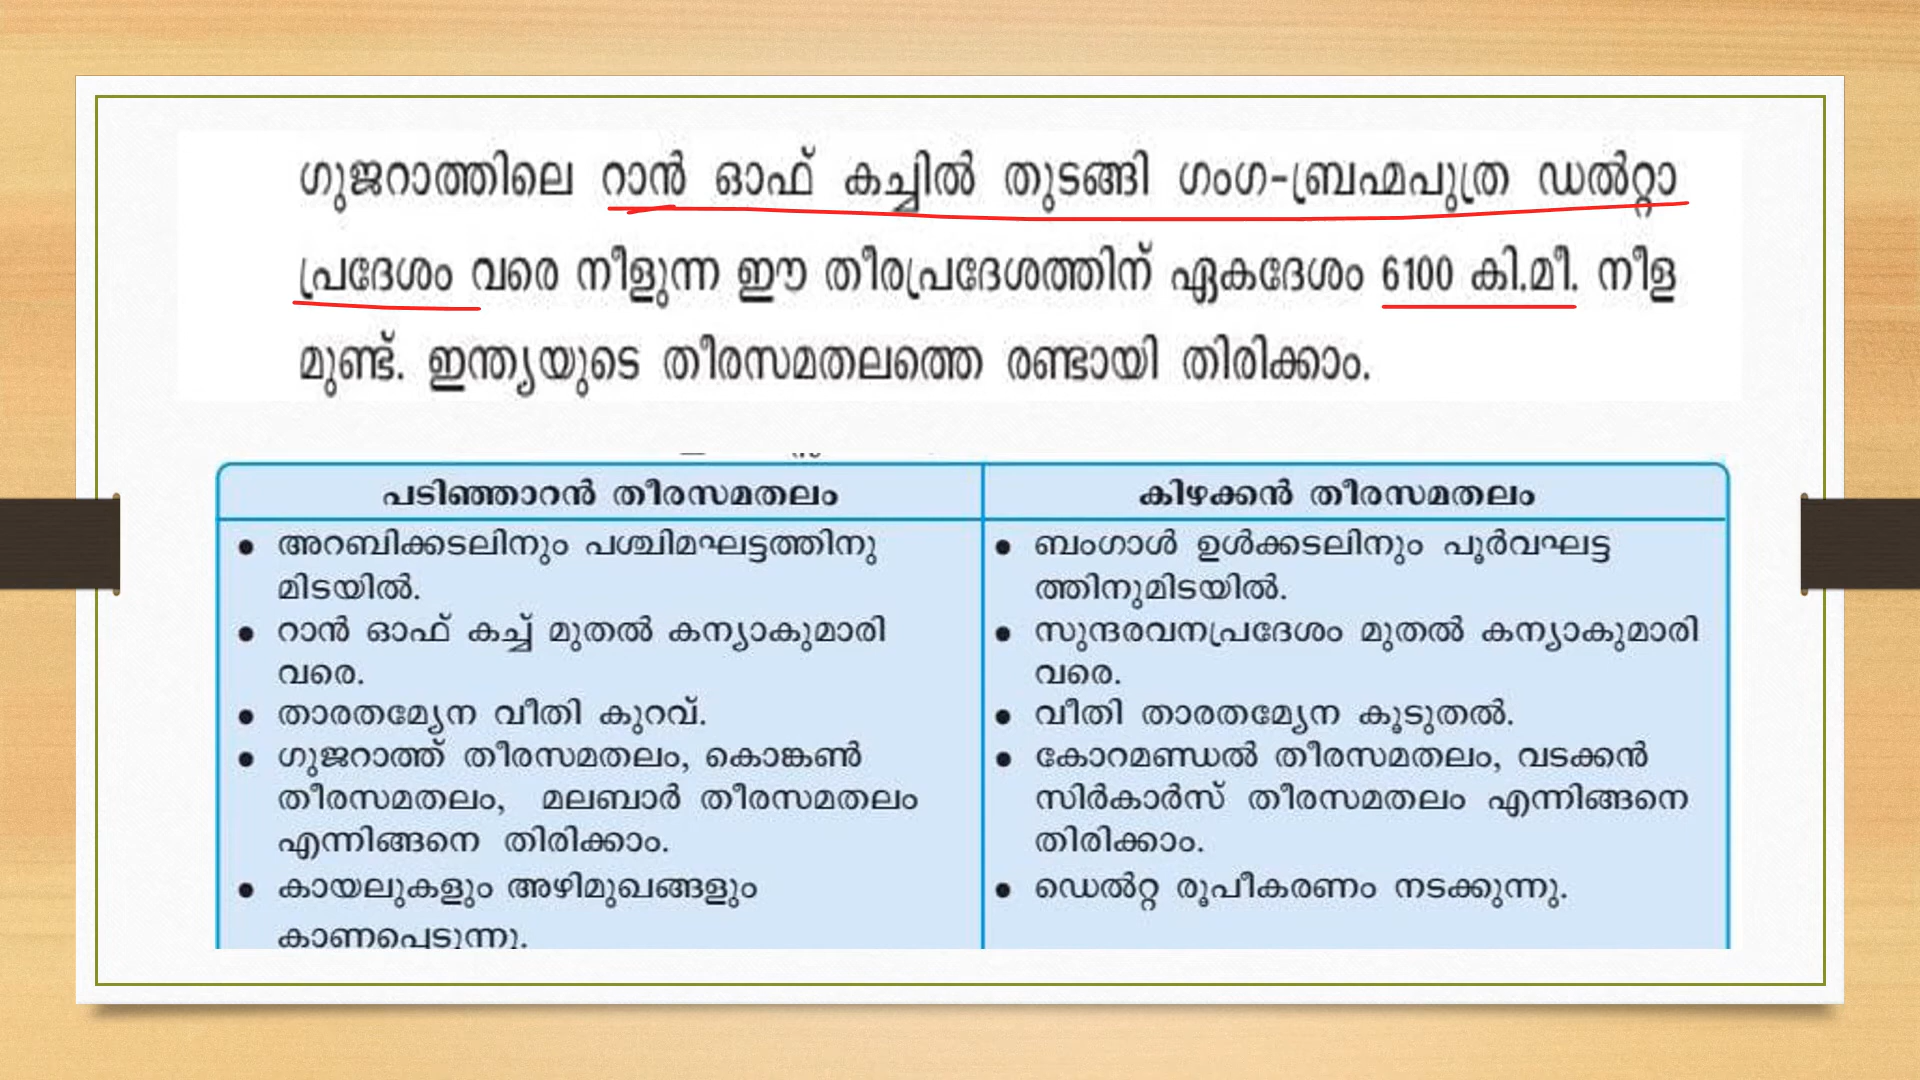 ഗുജറാത്തിലെ റാൻ ഓഫ് കച്ചിൽ തുടങ്ങി ഗംഗ-ബ്രഹ്മപുത്ര ഡൽറ്റാ
പ്രദേശം വരെ നീളുന്ന ഈ തീരപ്രദേശത്തിന് ഏകദേശം 6100 കി.മീ. നീള
മുണ്ട്. ഇന്ത്യയുടെ തീരസമതലത്തെ രണ്ടായി തിരിക്കാം.
പടിഞ്ഞാറൻ തീരസമതലം
• അറബിക്കടലിനും പശ്ചിമഘട്ടത്തിനു
മിടയിൽ.
• റാൻ ഓഫ് കച്ച് മുതൽ കന്യാകുമാരി
വരെ.
• താരതമ്യേന വീതി കുറവ്.
• ഗുജറാത്ത് തീരസമതലം, കൊങ്കൺ
തീരസമതലം, മലബാർ തീരസമതലം
എന്നിങ്ങനെ തിരിക്കാം.
• കായലുകളും അഴിമുഖങ്ങളും
കാണപ്പെടുന്നു.
കിഴക്കൻ തീരസമതലം
• ബംഗാൾ ഉൾക്കടലിനും പൂർവഘട്ട
ത്തിനുമിടയിൽ.
• സുന്ദരവനപ്രദേശം മുതൽ കന്യാകുമാരി
വരെ.
• വീതി താരതമ്യേന കൂടുതൽ.
• കോറമണ്ഡൽ തീരസമതലം, വടക്കൻ
സിർകാർസ് തീരസമതലം എന്നിങ്ങനെ
തിരിക്കാം.
• ഡെൽറ്റ രൂപീകരണം നടക്കുന്നു.